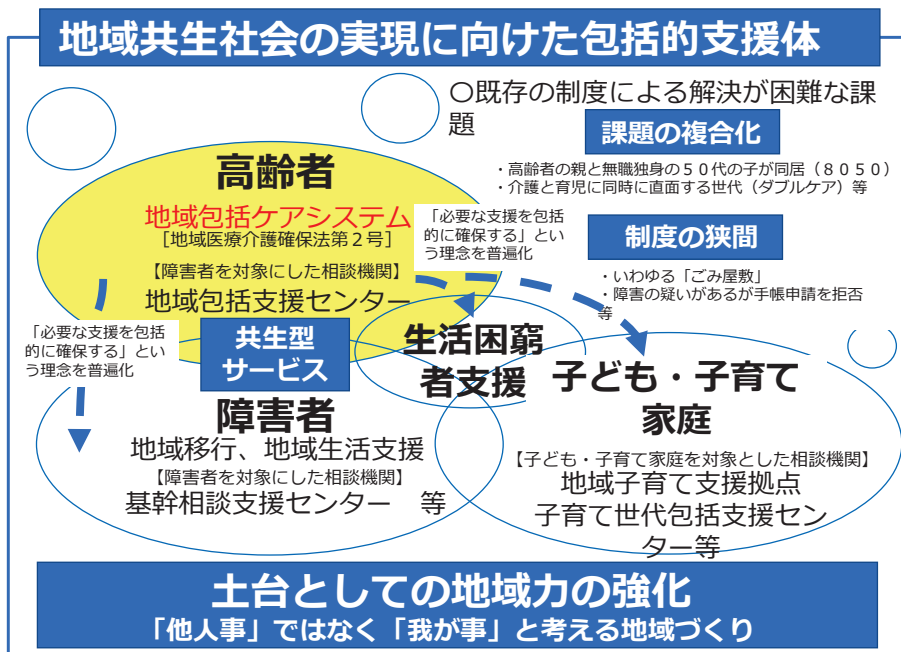 地域共生社会の実現に向けた包括的支援体
〇既存の制度による解決が困難な課
題
課題の複合化
・高齢者の親と無職独身の５０代の子が同居（８０５０）
・介護と育児に同時に直面する世代（ダブルケア）等
高齢者
地域包括ケアシステム
［地域医療介護確保法第２号］
【障害者を対象にした相談機関】
地域包括支援センター
「必要な支援を包括
的に確保する」とい
う理念を普遍化
制度の狭間
・いわゆる「ごみ屋敷」
・障害の疑いがあるが手帳申請を拒否
等
「必要な支援を包括
的に確保する」とい
う理念を普遍化
共生型
サービス
生活困窮
者支援
障害者
地域移行、地域生活支援
【障害者を対象にした相談機関】
基幹相談支援センター　等
子ども・子育て
家庭
【子ども・子育て家庭を対象とした相談機関】
地域子育て支援拠点
子育て世代包括支援セン
ター等
土台としての地域力の強化
「他人事」ではなく「我が事」と考える地域づくり